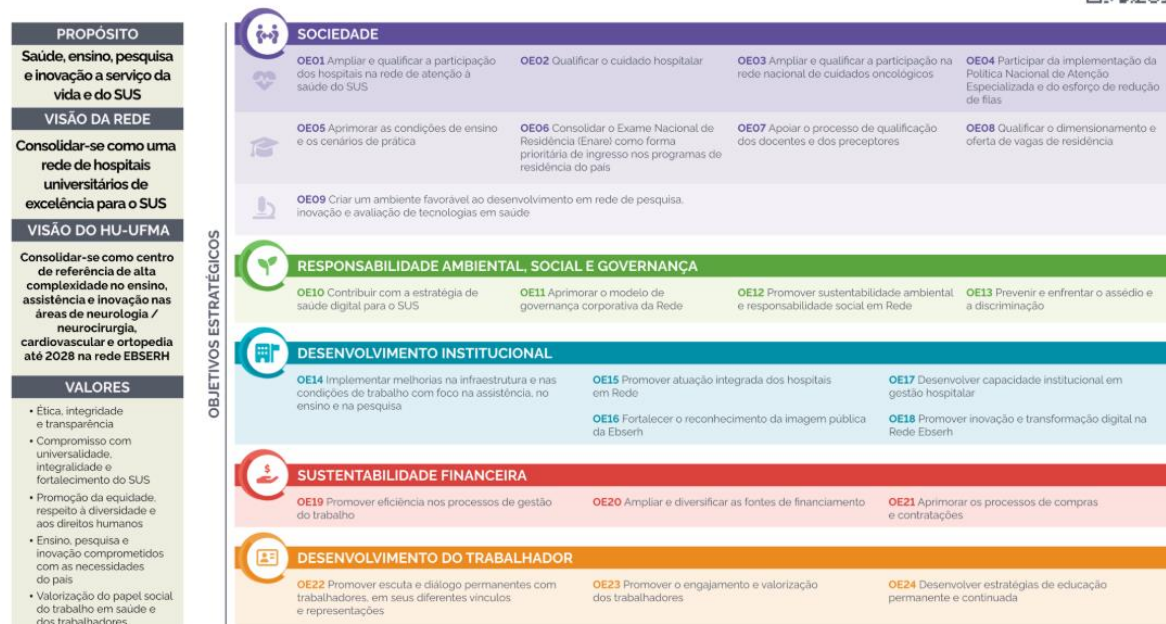 PROPÓSITO
Saúde, ensino, pesquisa
e inovação a serviço da
vida e do SUS
VISÃO DA REDE
Consolidar-se como uma
rede de hospitais
universitários de
excelência para o SUS
VISÃO DO HU-UFMA
Consolidar-se como centro
de referência de alta
complexidade no ensino,
assistência e inovação nas
áreas de neurologia /
neurocirurgia,
cardiovascular e ortopedia
até 2028 na rede EBSERH
VALORES
• Ética, integridade
e transparência
• Compromisso com
universalidade,
integralidade e
fortalecimento do SUS
• Promoção da equidade,
respeito à diversidade e
aos direitos humanos
• Ensino, pesquisa e
inovação comprometidos
com as necessidades
do país
• Valorização do papel social
do trabalho em saúde e
dos trabalhadores
OBJETIVOS ESTRATÉGICOS
SOCIEDADE
OE01 Ampliar e qualificar a participação
dos hospitais na rede de atenção à
saúde do SUS
OE02 Qualificar o cuidado hospitalar
OE03 Ampliar e qualificar a participação na
rede nacional de cuidados oncológicos
OE04 Participar da implementação da
Política Nacional de Atenção
Especializada e do esforço de redução
de filas
OE05 Aprimorar as condições de ensino
e os cenários de prática
OE06 Consolidar o Exame Nacional de
Residência (Enare) como forma
prioritária de ingresso nos programas de
residência do país
OE07 Apoiar o processo de qualificação
dos docentes e dos preceptores
OE08 Qualificar o dimensionamento e
oferta de vagas de residência
OE09 Criar um ambiente favorável ao desenvolvimento em rede de pesquisa,
inovação e avaliação de tecnologias em saúde
RESPONSABILIDADE AMBIENTAL, SOCIAL E GOVERNANÇA
OE10 Contribuir com a estratégia de
saúde digital para o SUS
OE11 Aprimorar o modelo de
governança corporativa da Rede
OE12 Promover sustentabilidade ambiental
e responsabilidade social em Rede
OE13 Prevenir e enfrentar o assédio e
a discriminação
DESENVOLVIMENTO INSTITUCIONAL
OE14 Implementar melhorias na infraestrutura e nas
condições de trabalho com foco na assistência, no
ensino e na pesquisa
OE15 Promover atuação integrada dos hospitais
em Rede
OE16 Fortalecer o reconhecimento da imagem pública
da Ebserh
OE17 Desenvolver capacidade institucional em
gestão hospitalar
OE18 Promover inovação e transformação digital na
Rede Ebserh
SUSTENTABILIDADE FINANCEIRA
OE19 Promover eficiência nos processos de gestão
do trabalho
OE20 Ampliar e diversificar as fontes de financiamento
OE21 Aprimorar os processos de compras
e contratações
DESENVOLVIMENTO DO TRABALHADOR
OE22 Promover escuta e diálogo permanentes com
trabalhadores, em seus diferentes vínculos
e representações
OE23 Promover o engajamento e valorização
dos trabalhadores
OE24 Desenvolver estratégias de educação
permanente e continuada